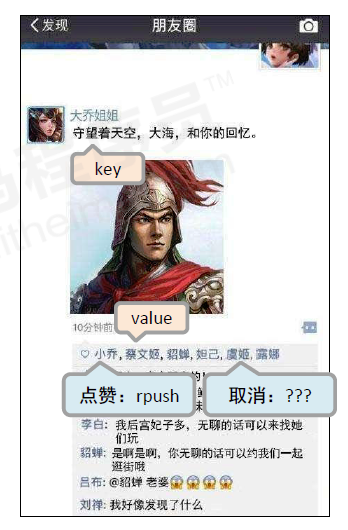 发现
朋友圈
大乔姐姐
守望着天空，大海，和你的回忆。
key
value
10分钟前
小乔, 蔡文姬, 貂蝉, 妲己, 虞姬, 露娜
点赞：rpush
取消：???
李白：我后宫妃子多，无聊的话可以来找她
们玩
貂蝉：是啊是啊，你无聊的话可以约我们一起
逛街哦
吕布：@貂蝉 老婆😱😱😱😱
刘禅：我好像发现了什么